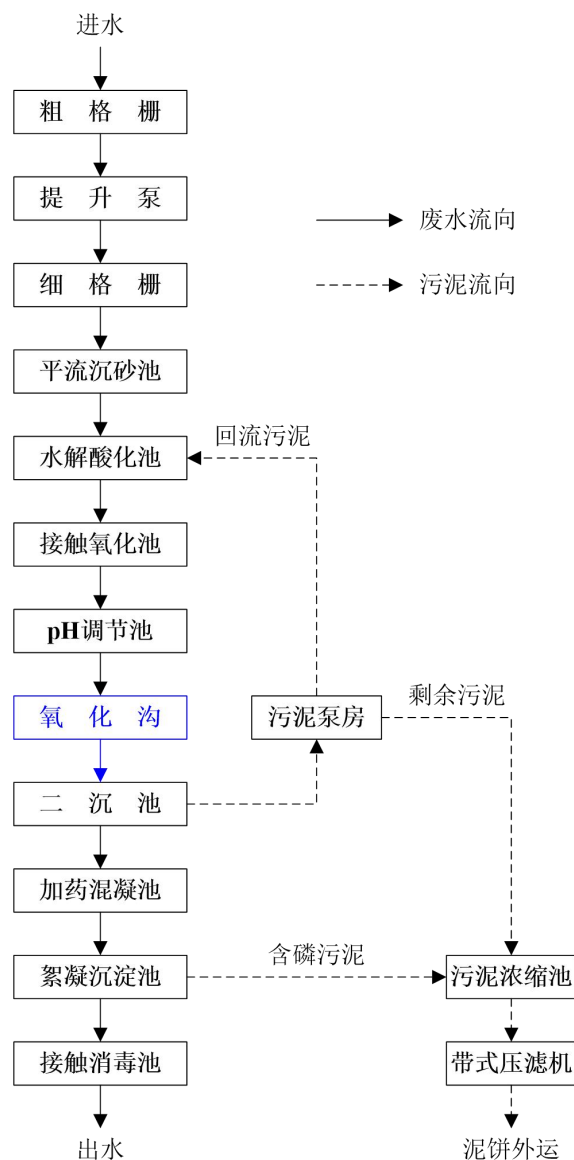 进水
粗格栅
提升泵
废水流向
细格栅
污泥流向
平流沉砂池
回流污泥
水解酸化池
接触氧化池
pH调节池
剩余污泥
氧化沟
污泥泵房
二沉池
加药混凝池
含磷污泥
絮凝沉淀池
污泥浓缩池
接触消毒池
带式压滤机
出水
泥饼外运